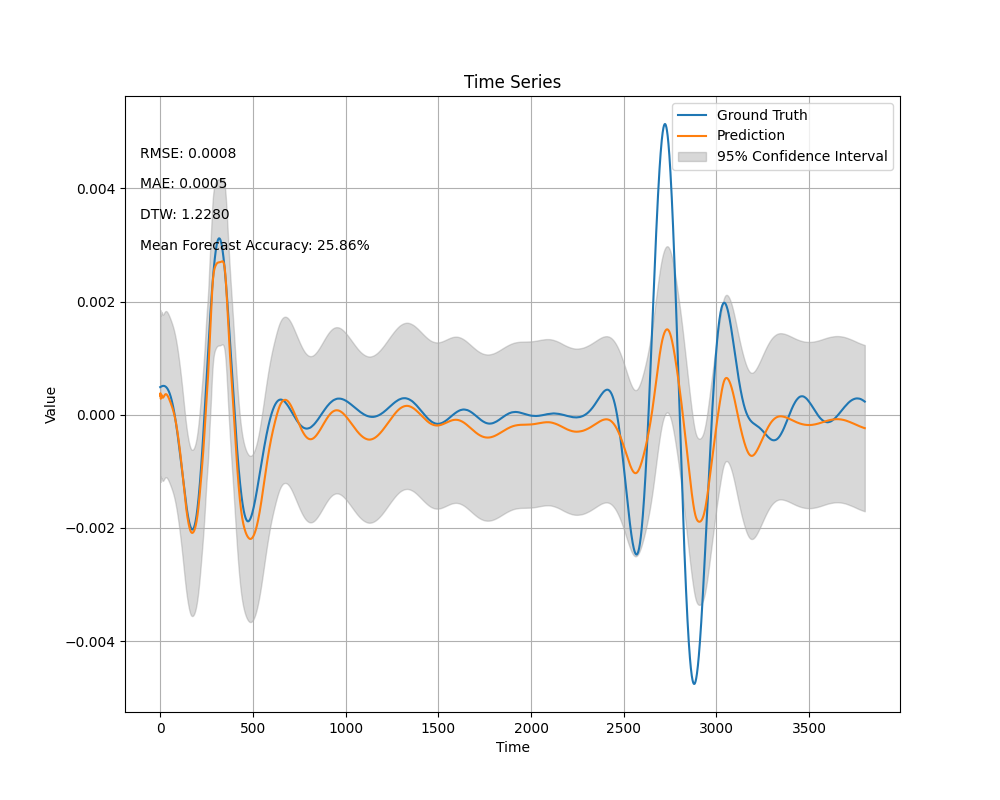 Time Series
Ground Truth
Prediction
95% Confidence Interval
RMSE: 0.0008
MAE: 0.0005
DTW: 1.2280
Mean Forecast Accuracy: 25.86%
Value
0.004
0.002
0.000
−0.002
−0.004
0 500 1000 1500 2000 2500 3000 3500
Time